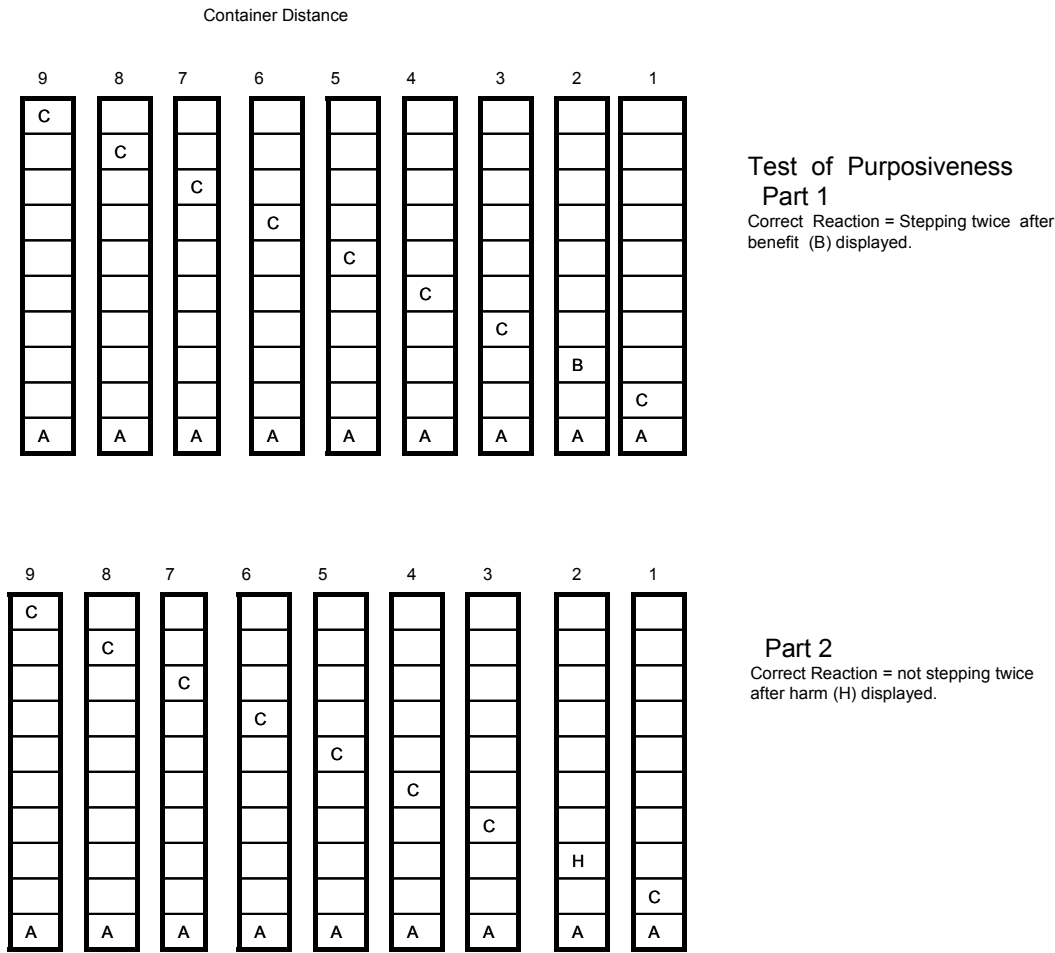 Container Distance
9 8 7 6 5 4 3 2 1
C
C
C
C
C
C
C
B
C
A A A A A A A A A
Test of Purposiveness
Part 1
Correct Reaction = Stepping twice after
benefit (B) displayed.
9 8 7 6 5 4 3 2 1
C
C
C
C
C
C
C
H
C
A A A A A A A A A
Part 2
Correct Reaction = not stepping twice
after harm (H) displayed.